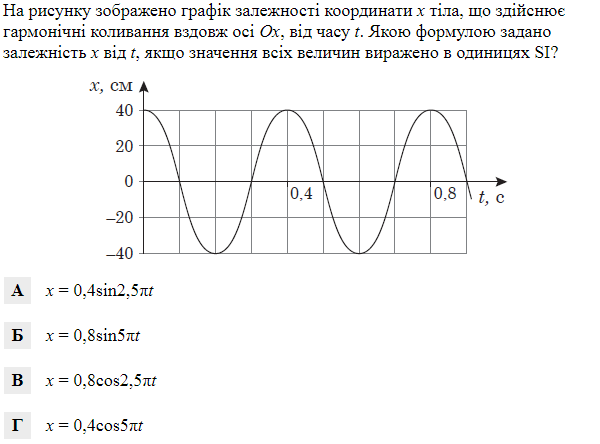 На рисунку зображено графік залежності координати x тіла, що здійснює
гармонічні коливання вздовж осі Ox, від часу t. Якою формулою задано
залежність x від t, якщо значення всіх величин виражено в одиницях SI?
x, см
40
20
0
0,4
0,8
t, с
−20
−40
А x = 0,4sin2,5πt
Б x = 0,8sin5πt
В x = 0,8cos2,5πt
Г x = 0,4cos5πt